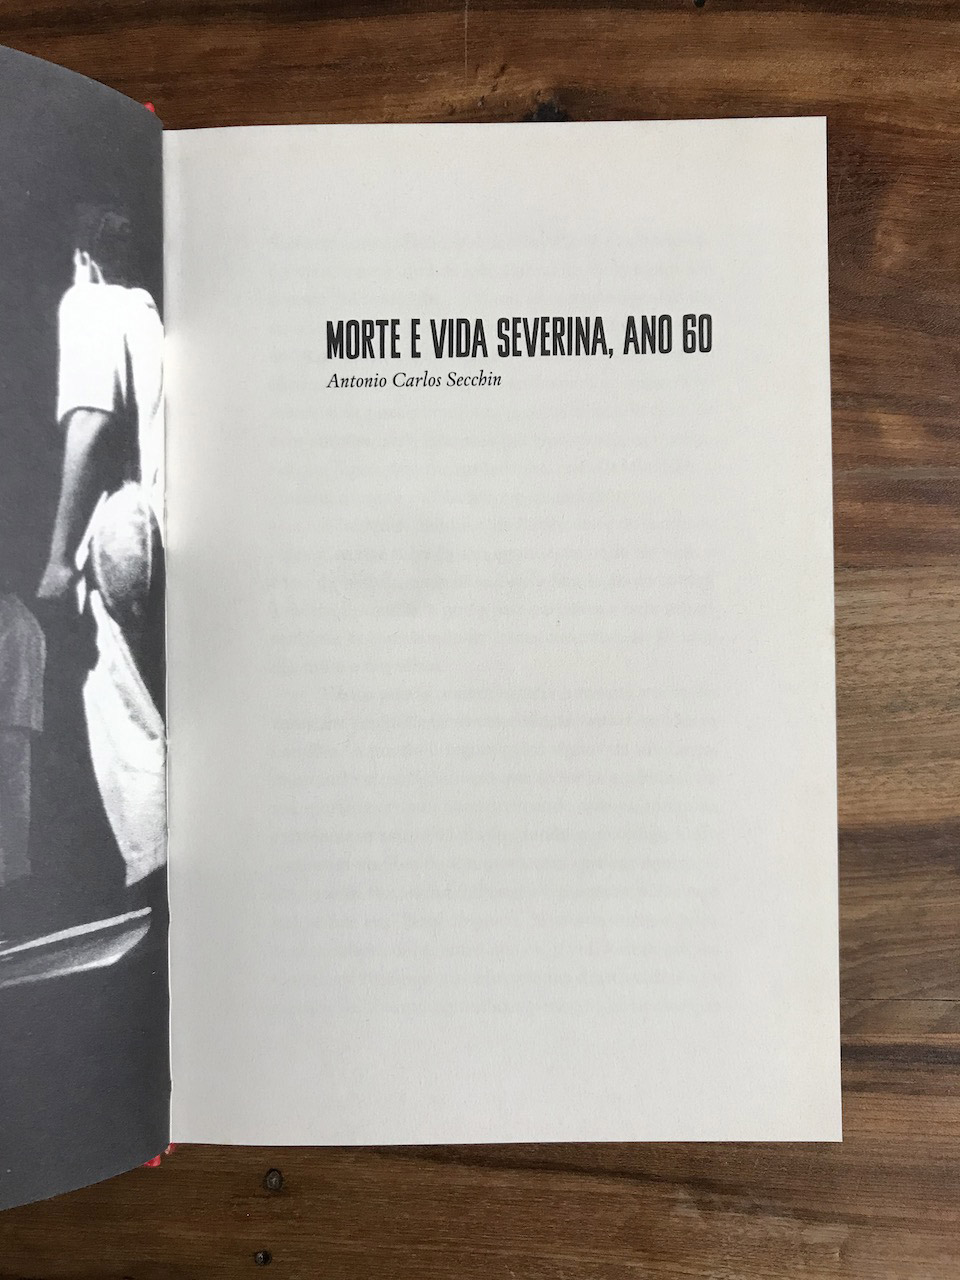 MORTE E VIDA SEVERINA, ANO 60
Antonio Carlos Secchin